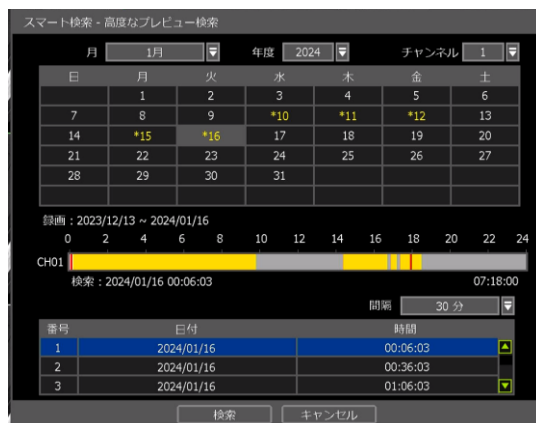 スマート検索 - 高度なプレビュー検索
月 1月 年度 2024 チャンネル 1
日 月 火 水 木 金 土
1 2 3 4 5 6
7 8 9 *10 *11 *12 13
14 *15 *16 17 18 19 20
21 22 23 24 25 26 27
28 29 30 31
録画 : 2023/12/13 ~ 2024/01/16
0 2 4 6 8 10 12 14 16 18 20 22 24
CH01
検索 : 2024/01/16 00:06:03 07:18:00
間隔 30 分
番号 日付 時間
1 2024/01/16 00:06:03
2 2024/01/16 00:36:03
3 2024/01/16 01:06:03
検索 キャンセル